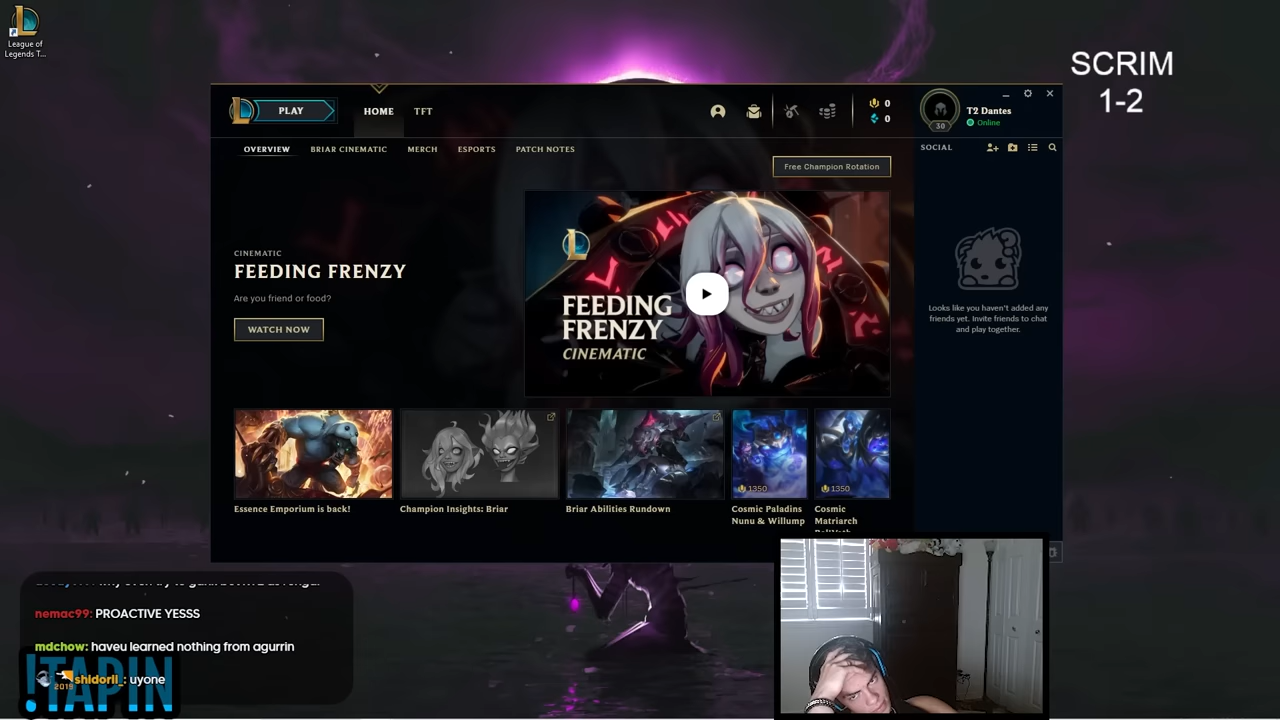 League of
Legends T...
SCRIM
1-2
PLAY
HOME
TFT
0
0
30
T2 Dantes
Online
OVERVIEW
BRIAR CINEMATIC
MERCH
ESPORTS
PATCH NOTES
SOCIAL
Free Champion Rotation
CINEMATIC
FEEDING FRENZY
Are you friend or food?
WATCH NOW
FEEDING
FRENZY
CINEMATIC
Looks like you haven't added any
friends yet. Invite friends to chat
and play together.
1350
1350
Essence Emporium is back!
Champion Insights: Briar
Briar Abilities Rundown
Cosmic Paladins
Nunu & Willump
Cosmic
Matriarch
nemac99: PROACTIVE YESSS
mdchow: haveu learned nothing from agurrin
2019 shidorii_: uyone
!TAPIN